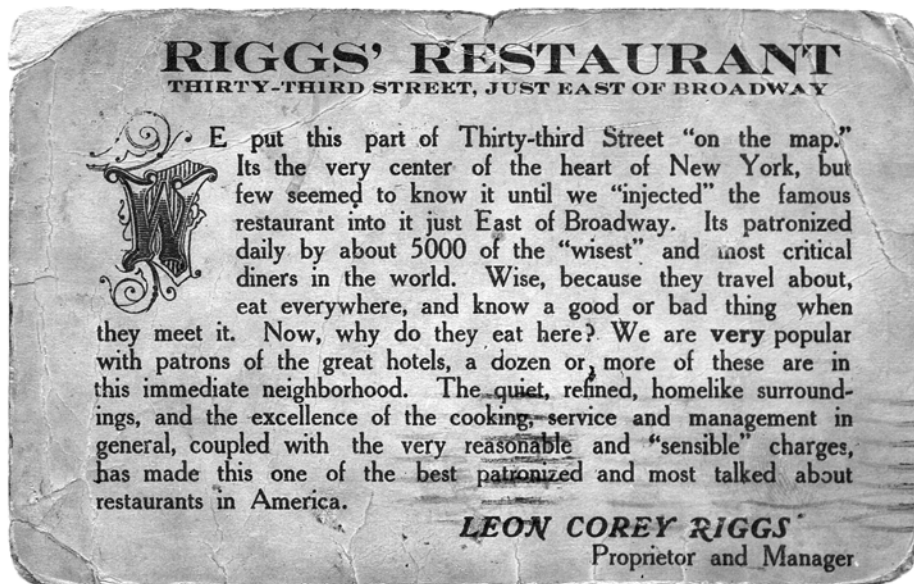 RIGGS' RESTAURANT
THIRTY-THIRD STREET, JUST EAST OF BROADWAY
WE put this part of Thirty-third Street "on the map."
Its the very center of the heart of New York, but
few seemed to know it until we "injected" the famous
restaurant into it just East of Broadway. Its patronized
daily by about 5000 of the "wisest" and most critical
diners in the world. Wise, because they travel about,
eat everywhere, and know a good or bad thing when
they meet it. Now, why do they eat here? We are very popular
with patrons of the great hotels, a dozen or more of these are in
this immediate neighborhood. The quiet, refined, homelike surround-
ings, and the excellence of the cooking, service and management in
general, coupled with the very reasonable and "sensible" charges,
has made this one of the best patronized and most talked about
restaurants in America.
LEON COREY RIGGS
Proprietor and Manager